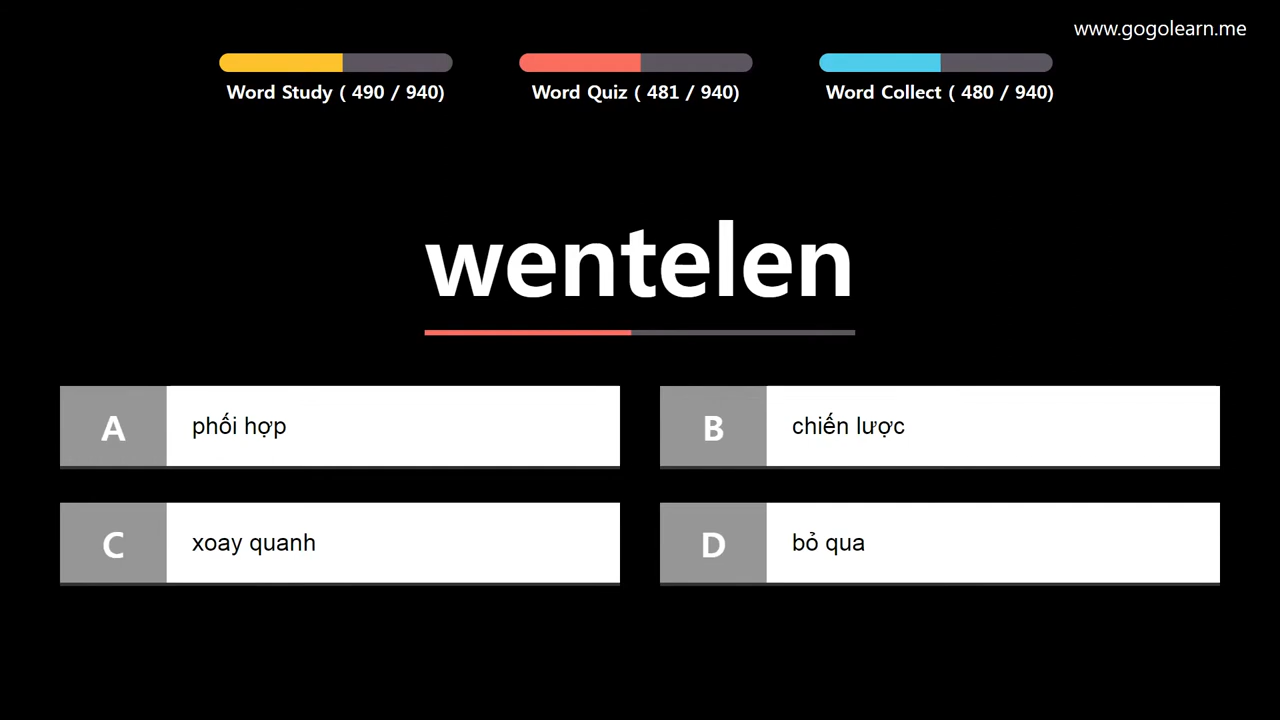 www.gogolearn.me
Word Study ( 490 / 940)
Word Quiz ( 481 / 940)
Word Collect ( 480 / 940)
wentelen
A
phối hợp
B
chiến lược
C
xoay quanh
D
bỏ qua